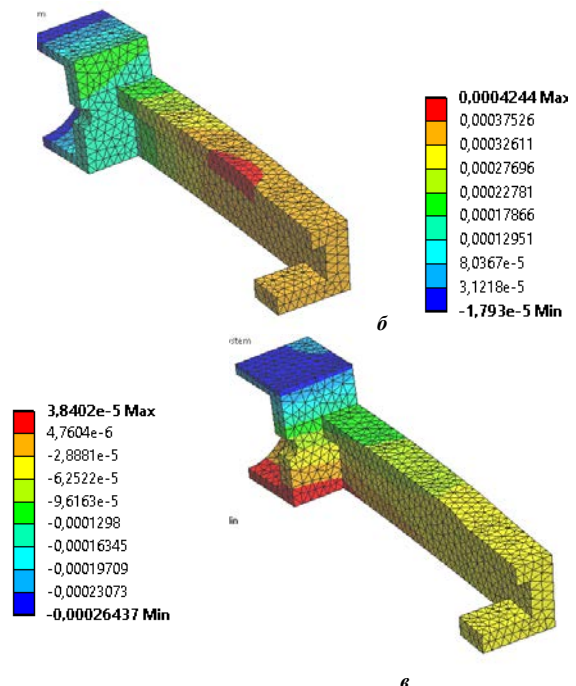 0,0004244 Max
0,00037526
0,00032611
0,00027696
0,00022781
0,00017866
0,00012951
8,0367e-5
3,1218e-5
-1,793e-5 Min
б
3,8402e-5 Max
4,7604e-6
-2,8881e-5
-6,2522e-5
-9,6163e-5
-0,0001298
-0,00016345
-0,00019709
-0,00023073
-0,00026437 Min
в